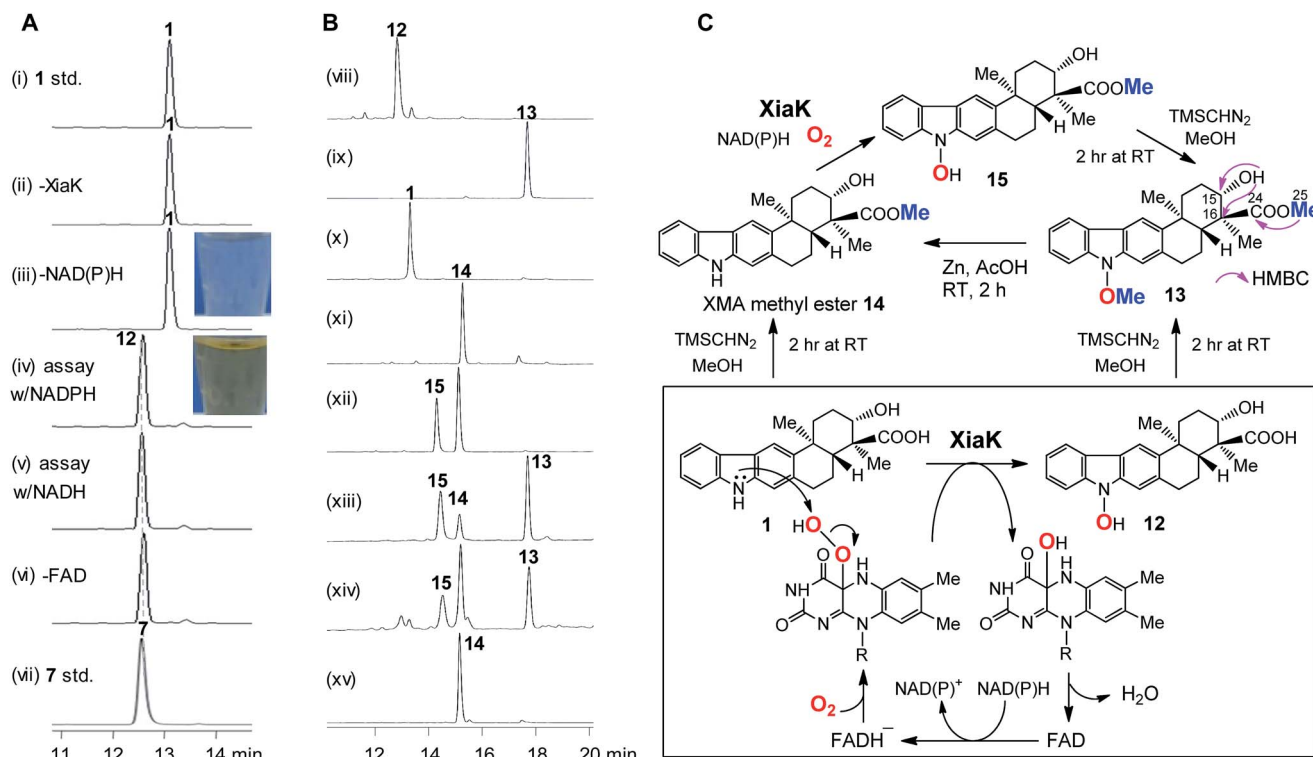 A
1
(i) 1 std.
1
(ii) -XiaK
1
(iii) -NAD(P)H
12
(iv) assay
w/NADPH
(v) assay
w/NADH
(vi) -FAD
7
(vii) 7 std.
11 12 13 14 min
B
12
(viii)
13
(ix)
1
(x)
14
(xi)
15
(xii)
13
15
14
(xiii)
13
15
(xiv)
14
(xv)
12 14 16 18 20 min
C
OH
Me
COOMe
Me
H
N
OH
15
XiaK
NAD(P)H O2
TMSCHN2
MeOH
2 hr at RT
OH
Me
COOMe
Me
H
N
H
XMA methyl ester 14
Zn, AcOH
RT, 2 h
OH
15
24
25
Me
16
COOMe
Me
H
N
OMe
13
HMBC
TMSCHN2
MeOH
2 hr at RT
TMSCHN2
MeOH
2 hr at RT
OH
Me
COOH
Me
H
N
H
1
XiaK
OH
Me
COOH
Me
H
N
OH
12
HO
O
O
H
N
NH
Me
Me
O
N
N
R
OH
O
H
N
NH
Me
Me
O
N
N
R
O2
NAD(P)+
NAD(P)H
H2O
FADH−
FAD